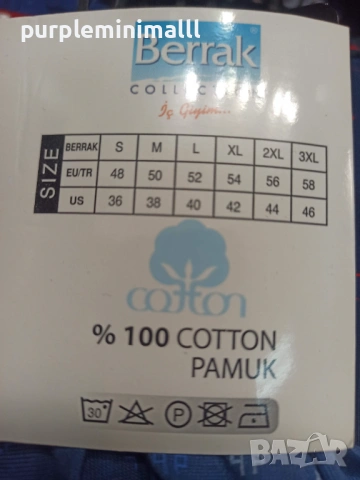 purpleminimalll
Berrak
COLLECTION
İç Giyim...
SIZE
BERRAK S M L XL 2XL 3XL
EU/TR 48 50 52 54 56 58
US 36 38 40 42 44 46
cotton
% 100 COTTON
PAMUK
30° P
BAZAR